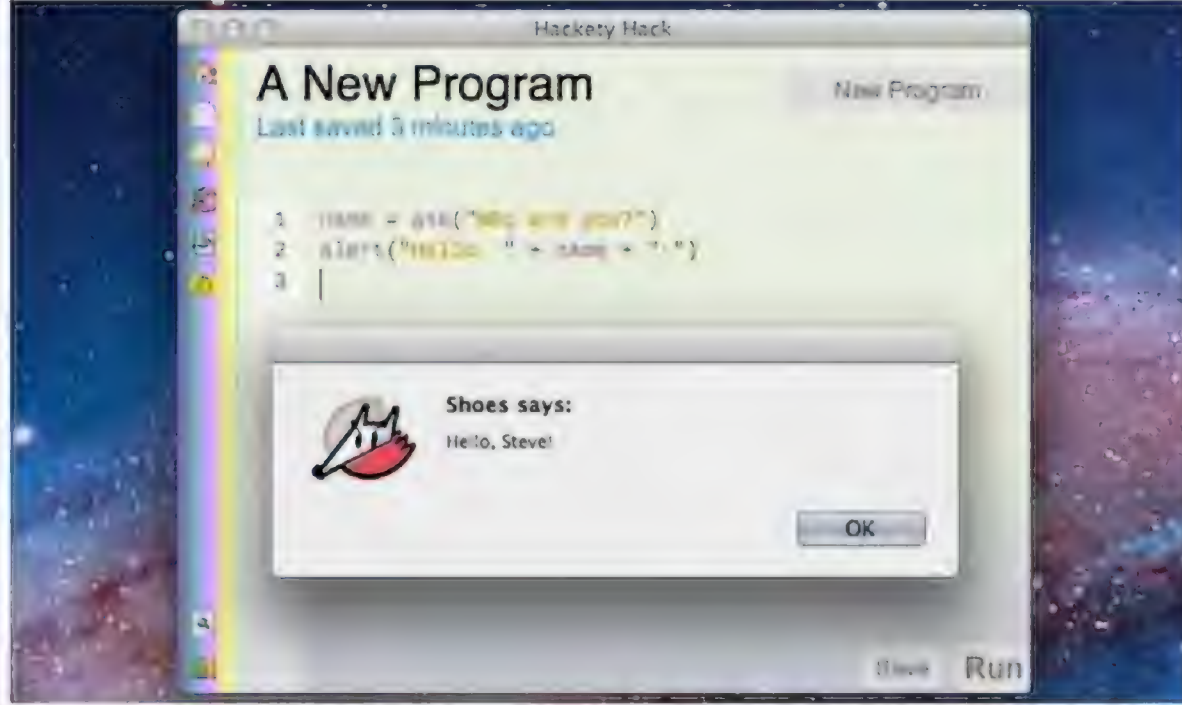 Hackety Hack
A New Program
New Program
Last saved 3 minutes ago
1 name = ask("Who are you?")
2 alert("Hello, " + name + "!")
3
Shoes says:
Hello, Steve!
OK
Save Run